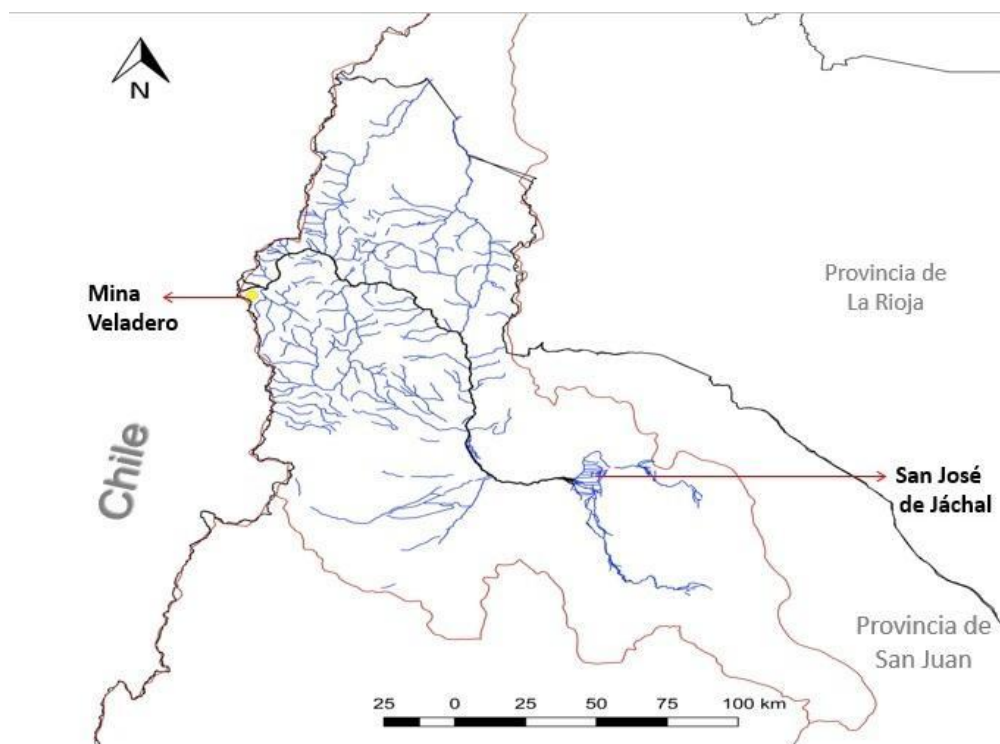 N
Mina
Veladero
Provincia de
La Rioja
Chile
San José
de Jáchal
Provincia de
San Juan
25 0 25 50 75 100 km